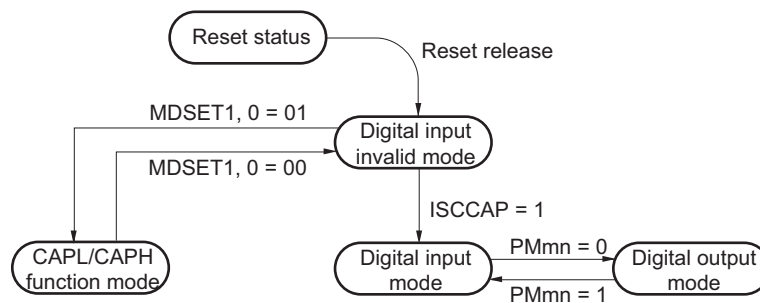 Reset status
Reset release
MDSET1, 0 = 01
Digital input
invalid mode
MDSET1, 0 = 00
ISCCAP = 1
CAPL/CAPH
function mode
Digital input
mode
PMmn = 0
PMmn = 1
Digital output
mode